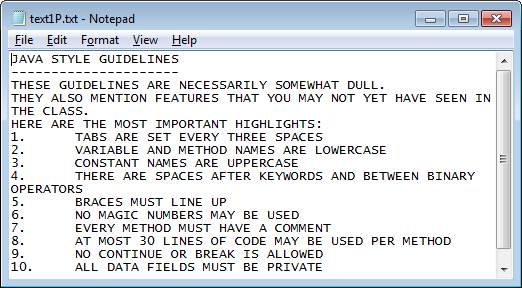 text1P.txt - Notepad
File Edit Format View Help
JAVA STYLE GUIDELINES
---------------------
THESE GUIDELINES ARE NECESSARILY SOMEWHAT DULL.
THEY ALSO MENTION FEATURES THAT YOU MAY NOT YET HAVE SEEN IN
THE CLASS.
HERE ARE THE MOST IMPORTANT HIGHLIGHTS:
1. TABS ARE SET EVERY THREE SPACES
2. VARIABLE AND METHOD NAMES ARE LOWERCASE
3. CONSTANT NAMES ARE UPPERCASE
4. THERE ARE SPACES AFTER KEYWORDS AND BETWEEN BINARY
OPERATORS
5. BRACES MUST LINE UP
6. NO MAGIC NUMBERS MAY BE USED
7. EVERY METHOD MUST HAVE A COMMENT
8. AT MOST 30 LINES OF CODE MAY BE USED PER METHOD
9. NO CONTINUE OR BREAK IS ALLOWED
10. ALL DATA FIELDS MUST BE PRIVATE